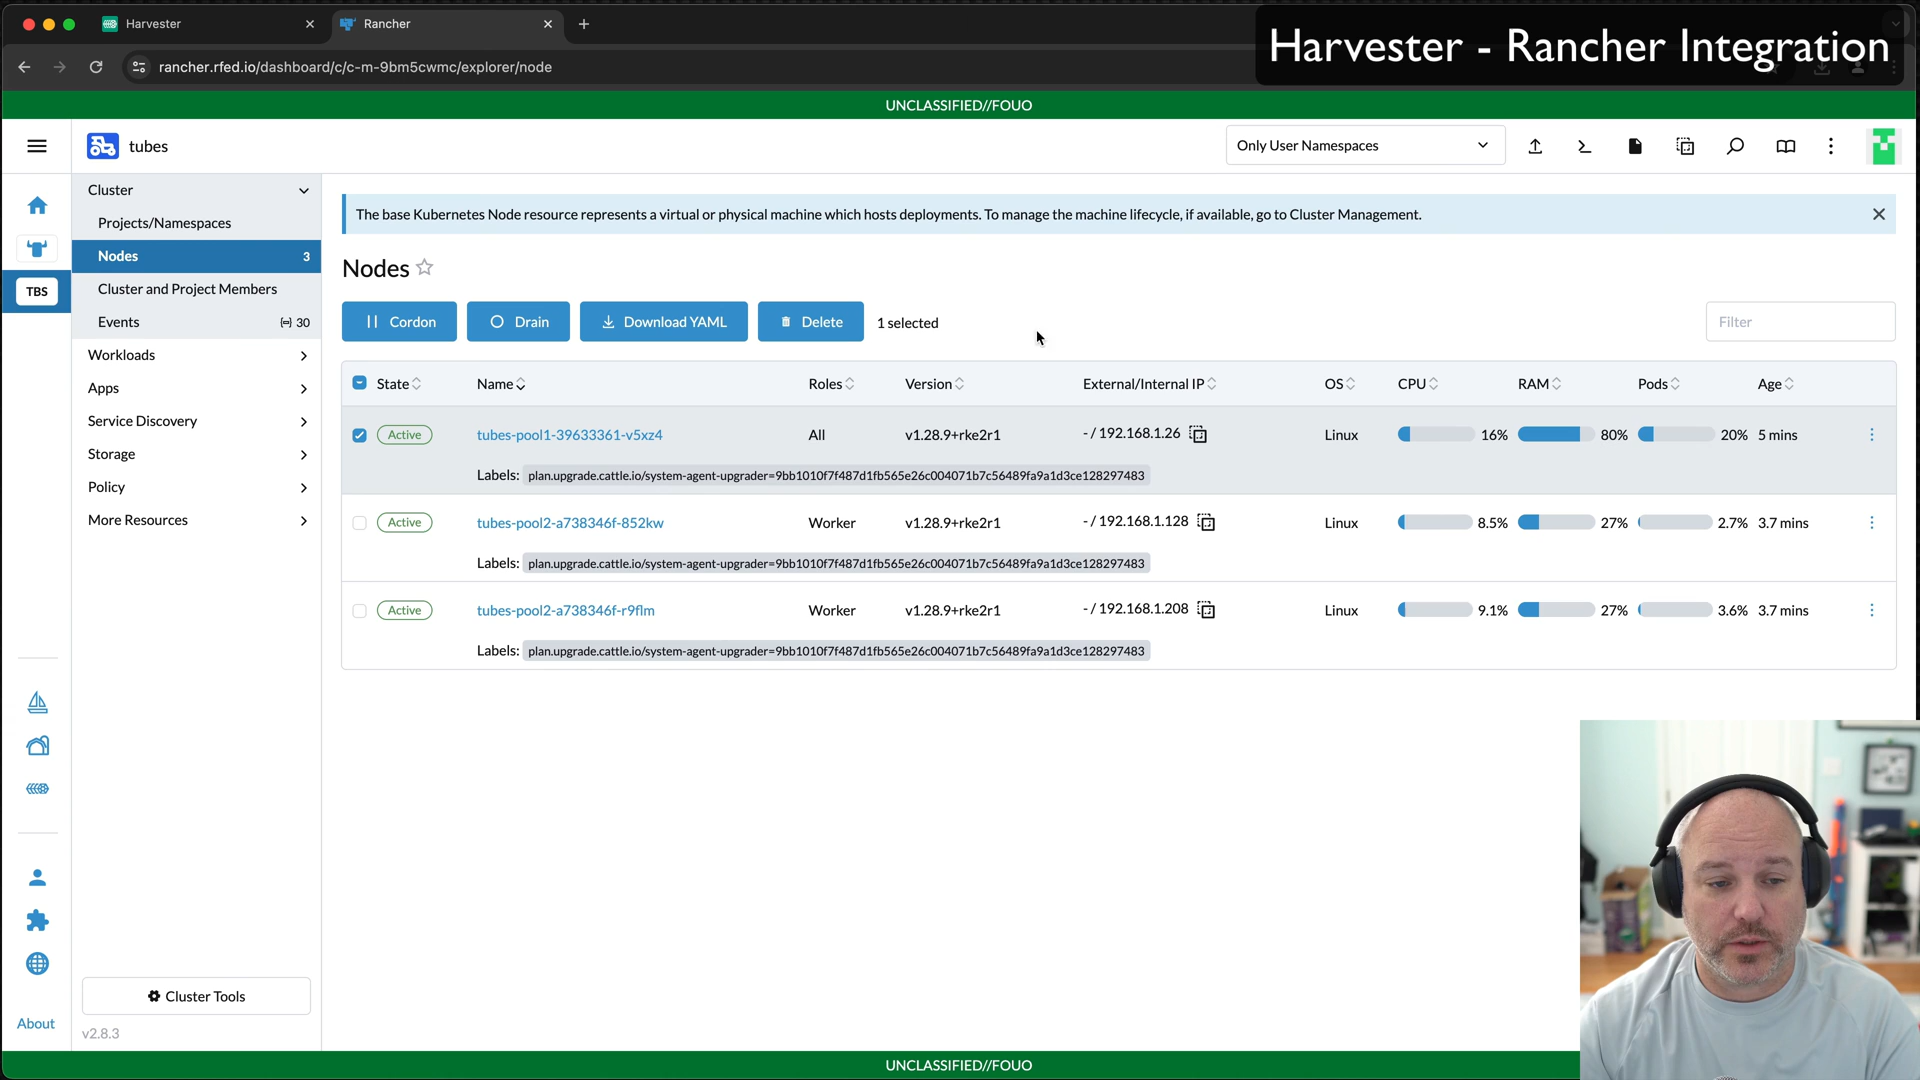 Harvester
Rancher
Harvester - Rancher Integration
rancher.rfed.io/dashboard/c/c-m-9bm5cwmc/explorer/node
UNCLASSIFIED//FOUO
tubes
Only User Namespaces
Cluster
Projects/Namespaces
Nodes 3
TBS
Cluster and Project Members
Events 30
Workloads
Apps
Service Discovery
Storage
Policy
More Resources
Cluster Tools
About
v2.8.3
The base Kubernetes Node resource represents a virtual or physical machine which hosts deployments. To manage the machine lifecycle, if available, go to Cluster Management.
Nodes
Cordon Drain Download YAML Delete 1 selected Filter
State Name Roles Version External/Internal IP OS CPU RAM Pods Age
Active tubes-pool1-39633361-v5xz4 All v1.28.9+rke2r1 - / 192.168.1.26 Linux 16% 80% 20% 5 mins
Labels: plan.upgrade.cattle.io/system-agent-upgrader=9bb1010f7f487d1fb565e26c004071b7c56489fa9a1d3ce128297483
Active tubes-pool2-a738346f-852kw Worker v1.28.9+rke2r1 - / 192.168.1.128 Linux 8.5% 27% 2.7% 3.7 mins
Labels: plan.upgrade.cattle.io/system-agent-upgrader=9bb1010f7f487d1fb565e26c004071b7c56489fa9a1d3ce128297483
Active tubes-pool2-a738346f-r9flm Worker v1.28.9+rke2r1 - / 192.168.1.208 Linux 9.1% 27% 3.6% 3.7 mins
Labels: plan.upgrade.cattle.io/system-agent-upgrader=9bb1010f7f487d1fb565e26c004071b7c56489fa9a1d3ce128297483
UNCLASSIFIED//FOUO